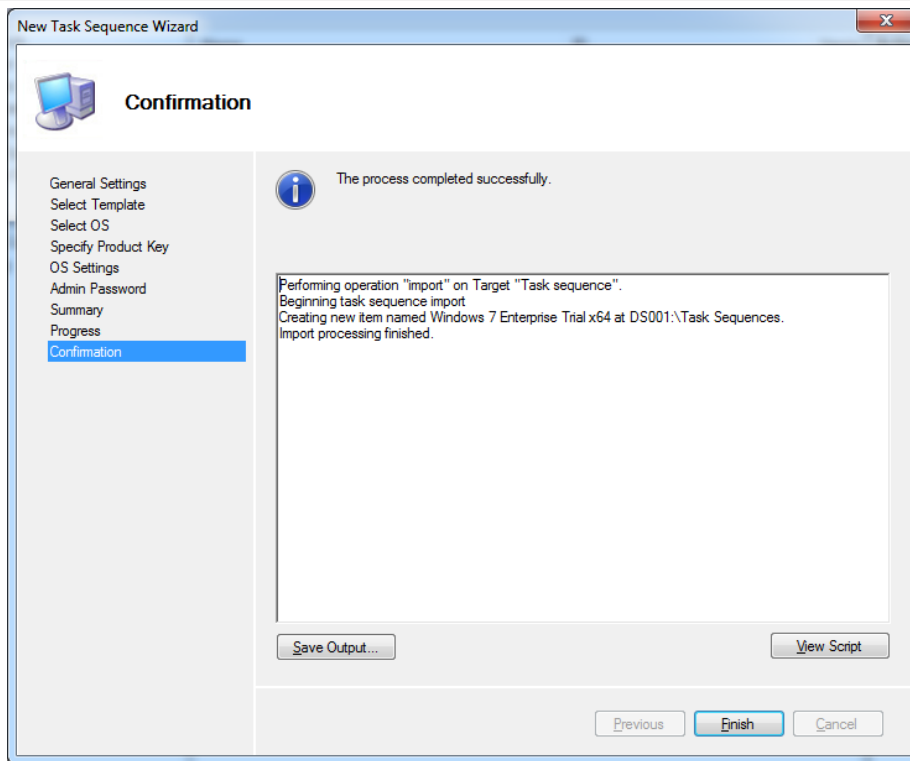 New Task Sequence Wizard
Confirmation
General Settings
Select Template
Select OS
Specify Product Key
OS Settings
Admin Password
Summary
Progress
Confirmation
The process completed successfully.
Performing operation "import" on Target "Task sequence".
Beginning task sequence import
Creating new item named Windows 7 Enterprise Trial x64 at DS001:\Task Sequences.
Import processing finished.
Save Output...
View Script
Previous
Finish
Cancel